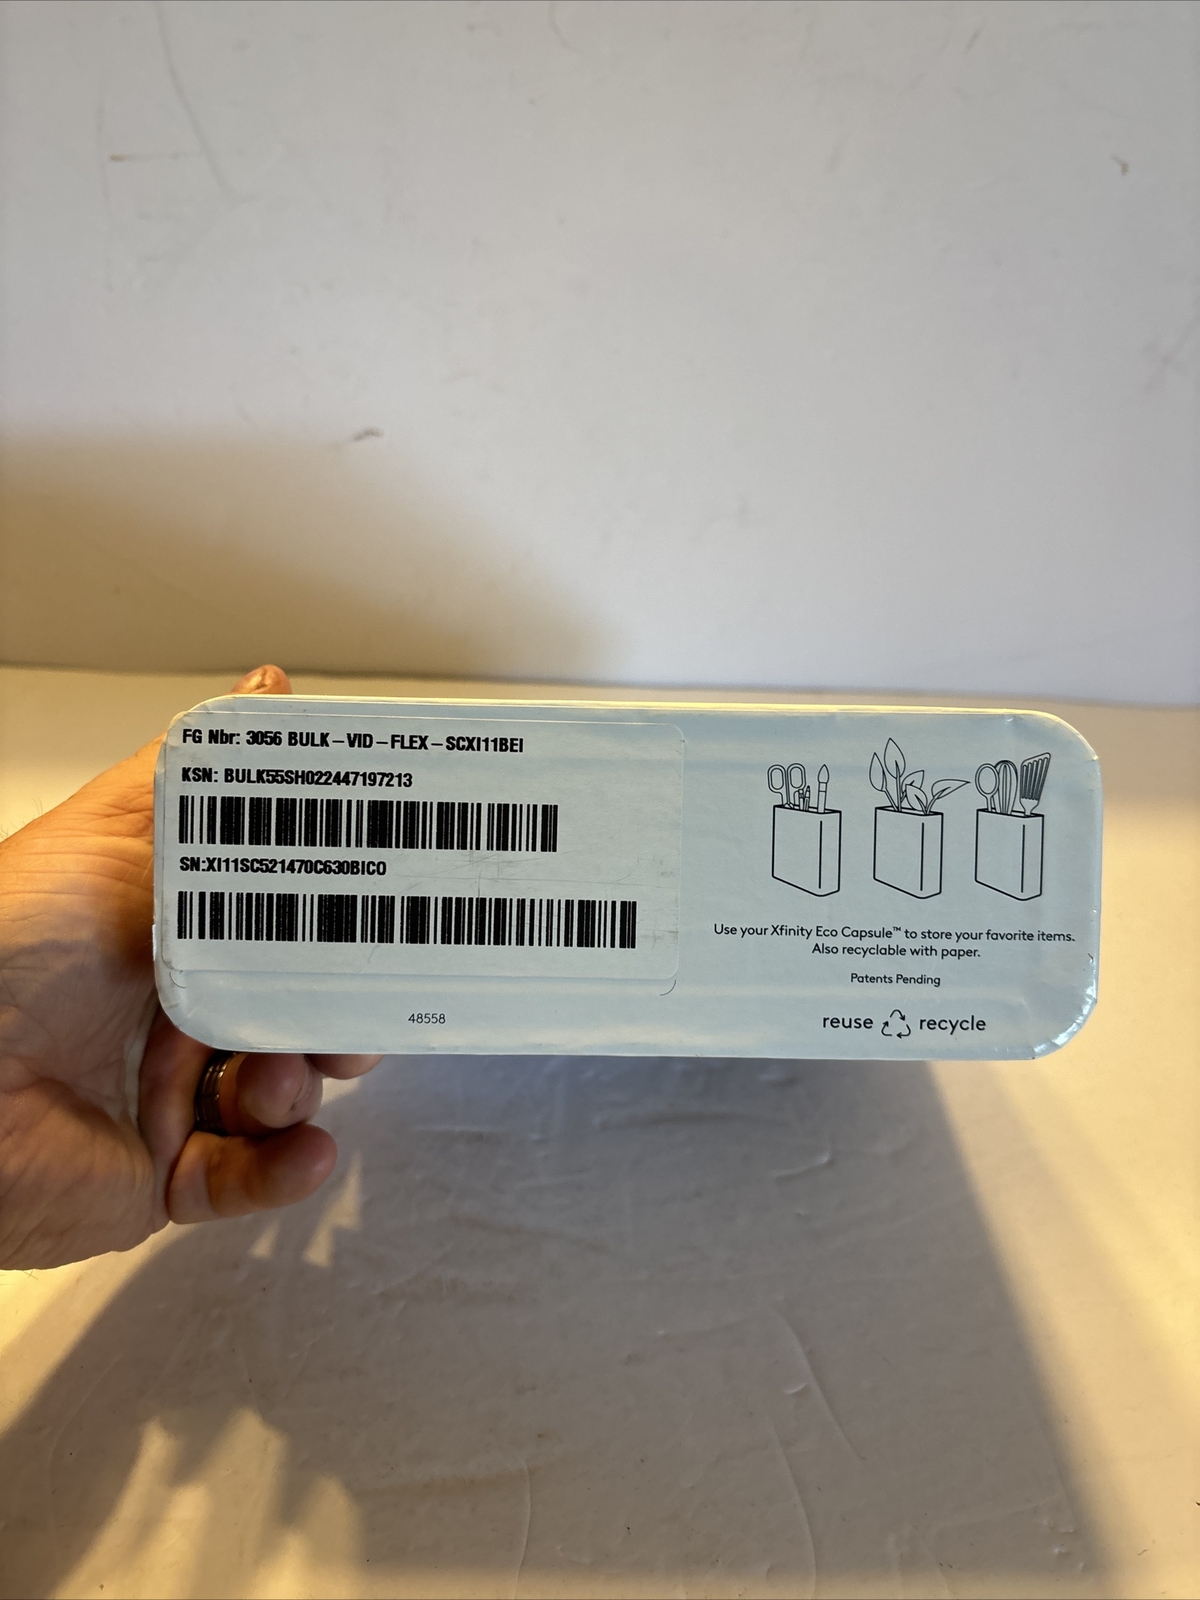 FG Nbr: 3056 BULK-VID-FLEX-SCXI11BEI
KSN: BULK55SH022447197213
SN:XI11SC521470C630BICO
48558
Use your Xfinity Eco Capsule™ to store your favorite items.
Also recyclable with paper.
Patents Pending
reuse recycle